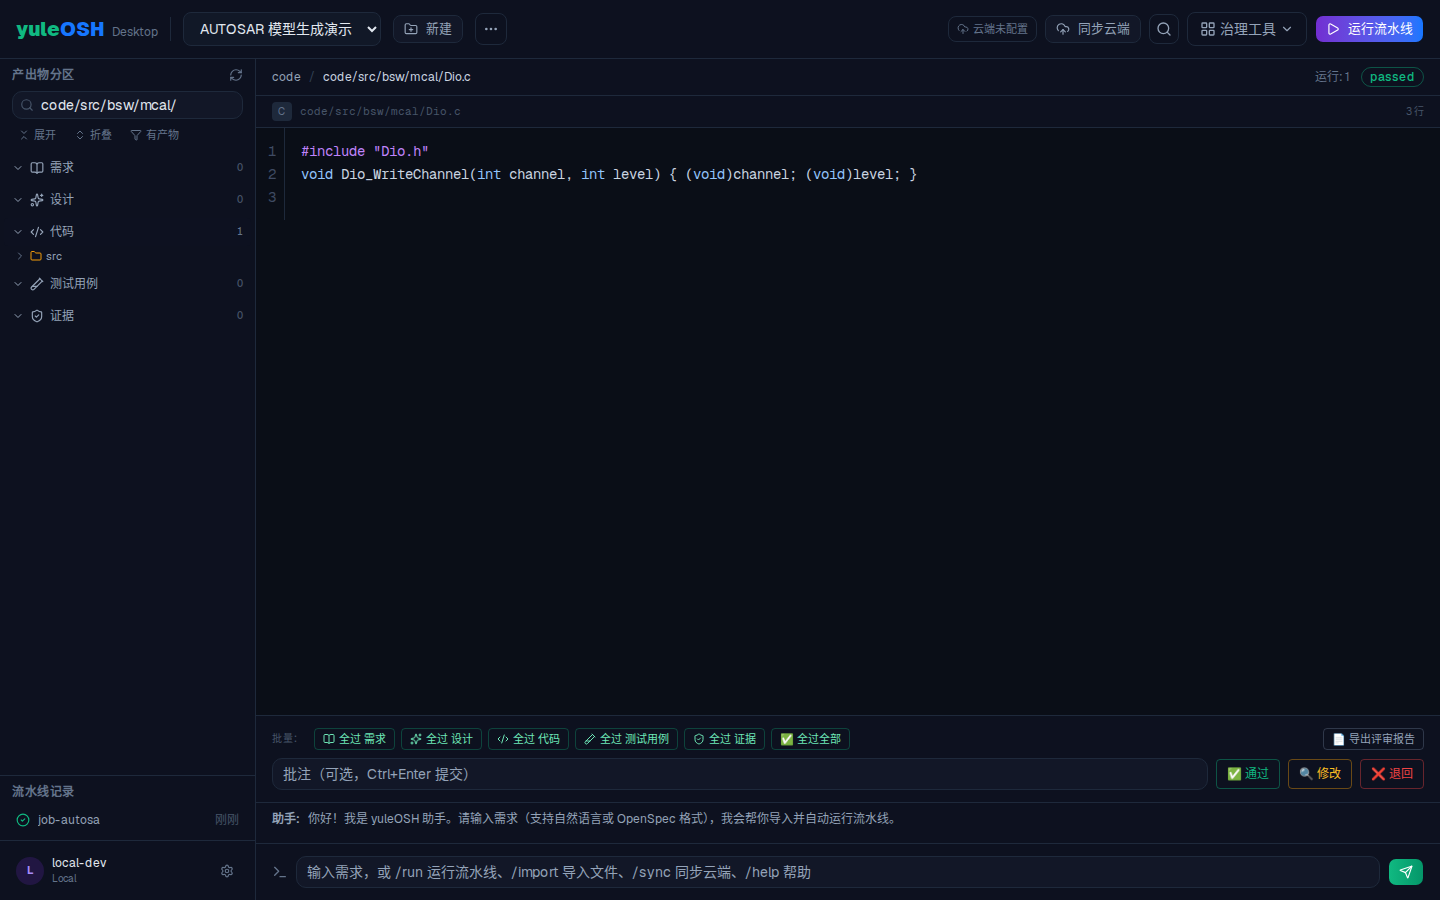 yuleOSH Desktop AUTOSAR 模型生成演示 新建 云端未配置 同步云端 治理工具 运行流水线
产出物分区
code/src/bsw/mcal/
展开 折叠 有产物
需求 0
设计 0
代码 1
src
测试用例 0
证据 0
流水线记录
job-autosa 刚刚
L local-dev
Local
code / code/src/bsw/mcal/Dio.c 运行: 1 passed
C code/src/bsw/mcal/Dio.c 3 行
1 #include "Dio.h"
2 void Dio_WriteChannel(int channel, int level) { (void)channel; (void)level; }
3
批量: 全过 需求 全过 设计 全过 代码 全过 测试用例 全过 证据 ✅ 全过全部 📄 导出评审报告
批注（可选，Ctrl+Enter 提交） ✅ 通过 🔍 修改 ❌ 退回
助手: 你好！我是 yuleOSH 助手。请输入需求（支持自然语言或 OpenSpec 格式），我会帮你导入并自动运行流水线。
输入需求，或 /run 运行流水线、/import 导入文件、/sync 同步云端、/help 帮助